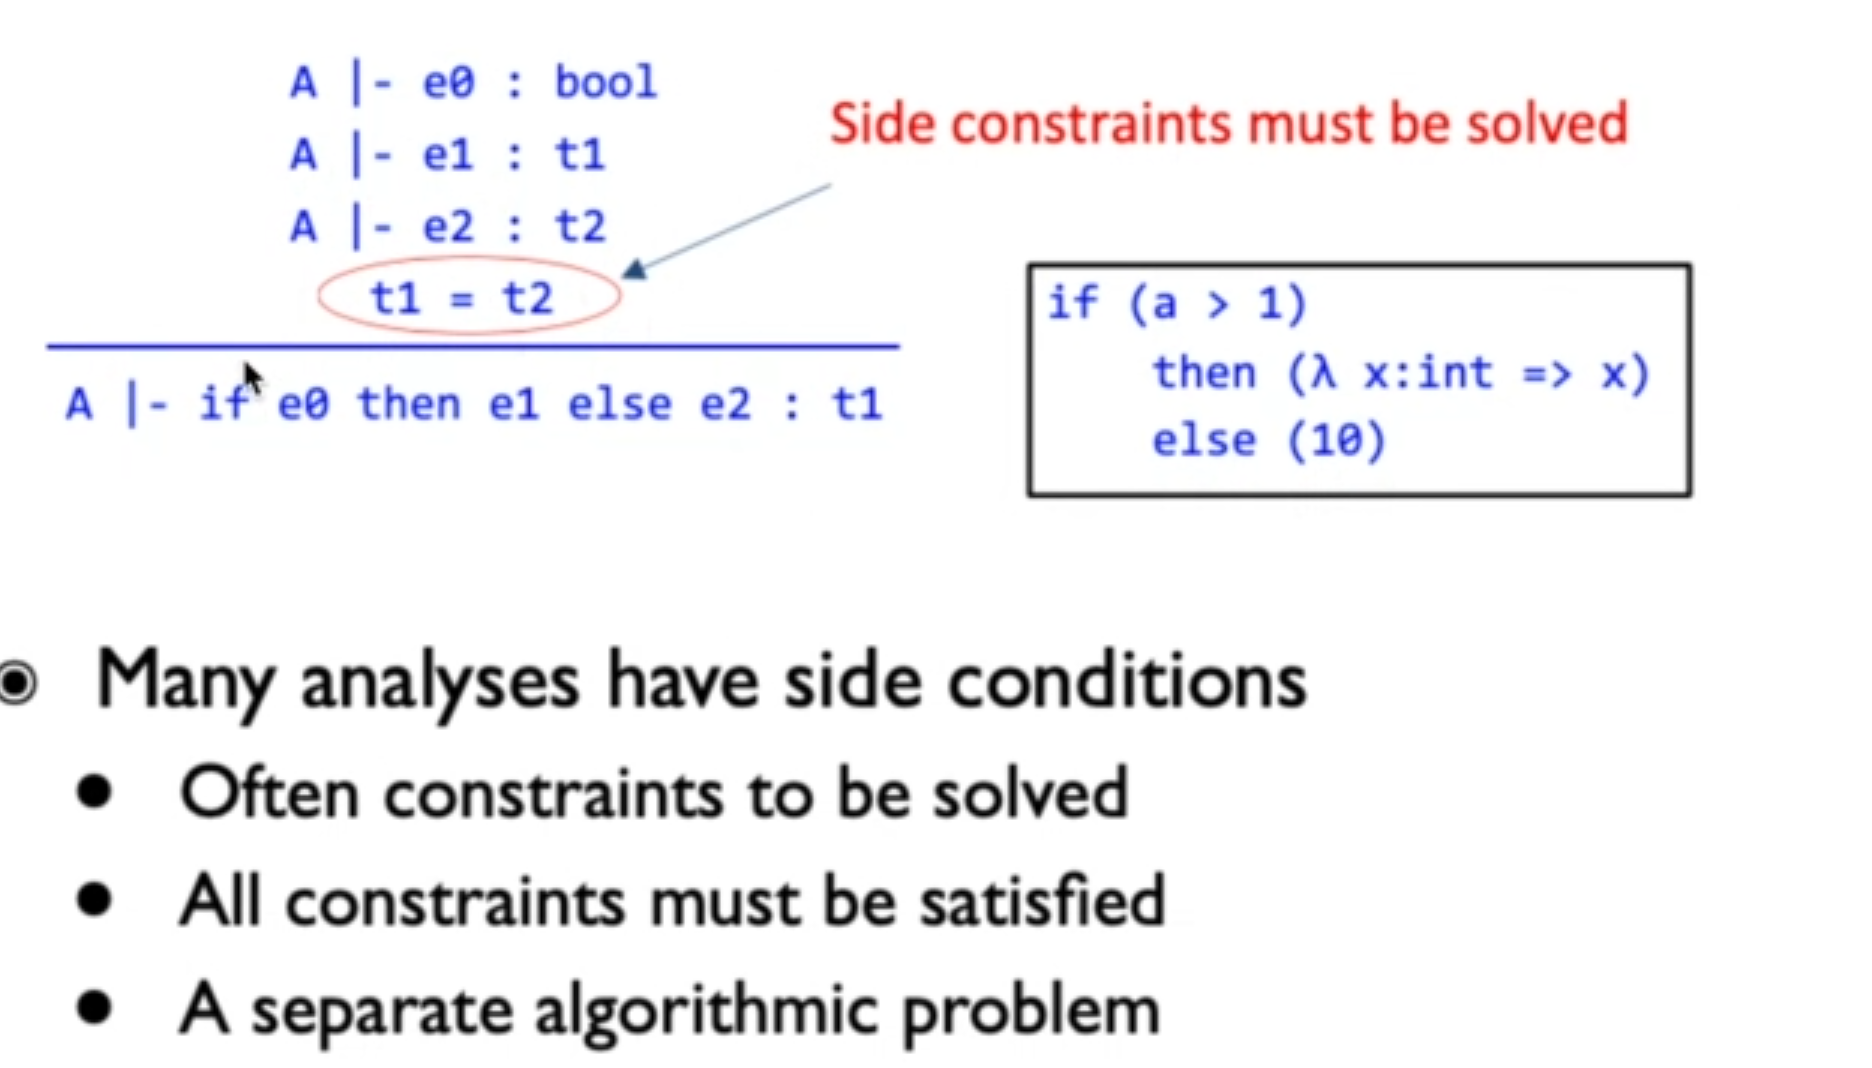 A |- e0 : bool
A |- e1 : t1
A |- e2 : t2
t1 = t2
A |- if e0 then e1 else e2 : t1
Side constraints must be solved
if (a > 1)
then (λ x:int => x)
else (10)
Many analyses have side conditions
Often constraints to be solved
All constraints must be satisfied
A separate algorithmic problem